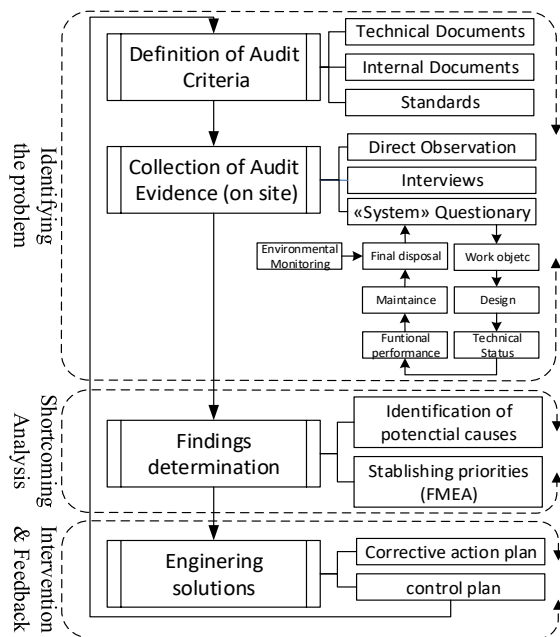 Identifying
the problem
Definition of Audit
Criteria
Technical Documents
Internal Documents
Standards
Collection of Audit
Evidence (on site)
Direct Observation
Interviews
«System» Questionary
Environmental
Monitoring
Final disposal
Work objetc
Maintaince
Design
Funtional
performance
Technical
Status
Shortcoming
Analysis
Findings
determination
Identification of
potenctial causes
Stablishing priorities
(FMEA)
Intervention
& Feedback
Enginering
solutions
Corrective action plan
control plan